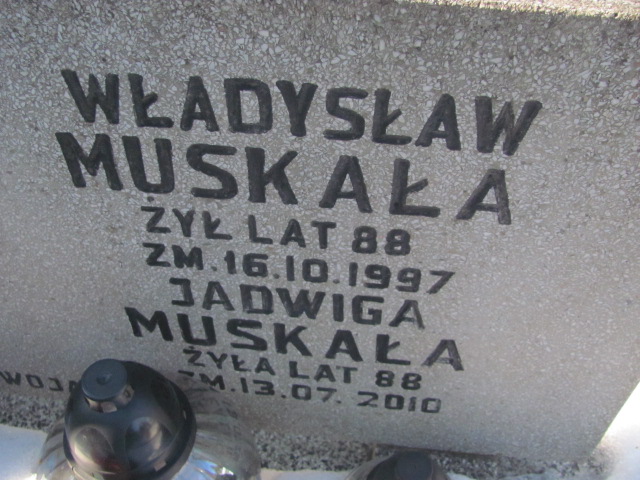 WŁADYSŁAW
MUSKAŁA
ŻYŁ LAT 88
ZM. 16.10.1997
JADWIGA
MUSKAŁA
ŻYŁA LAT 88
ZM. 13.07. 2010